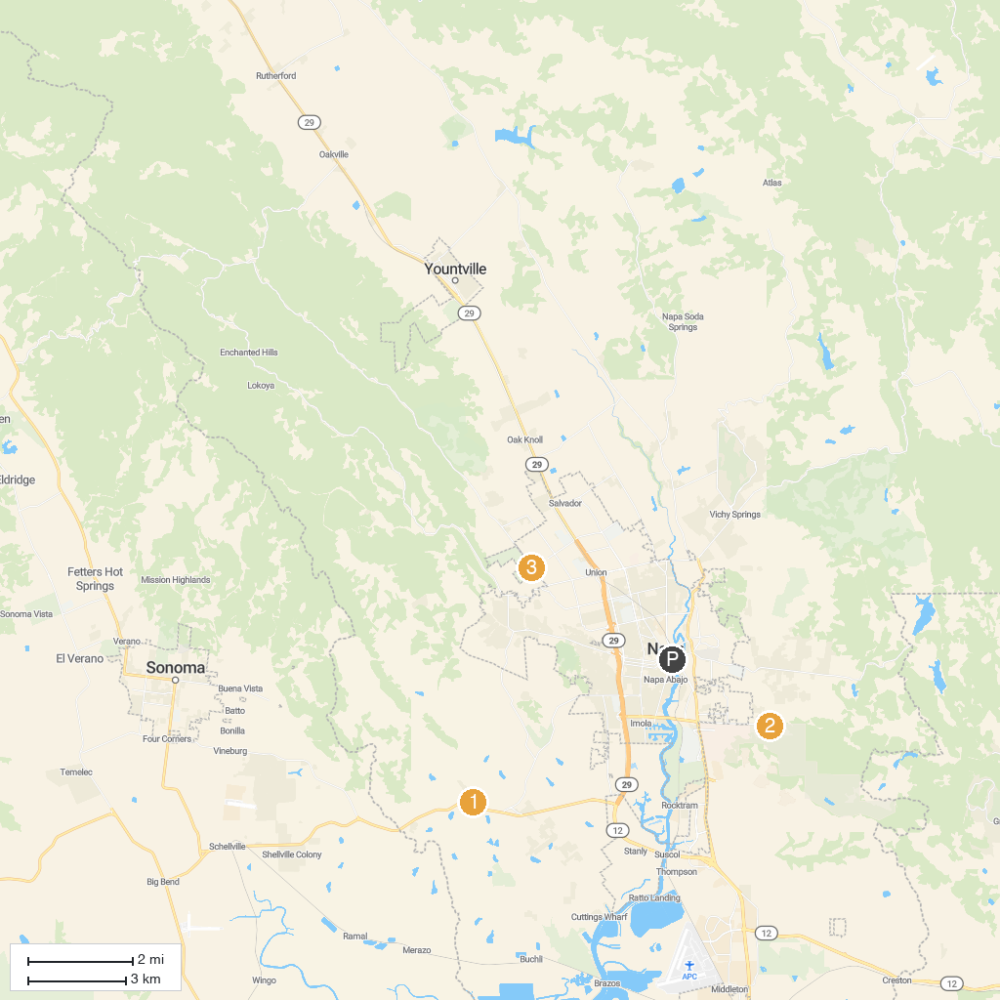 Rutherford
29
Oakville
Atlas
Yountville
29
Napa Soda
Springs
Enchanted Hills
Lokoya
Oak Knoll
29
Eldridge
Salvador
Vichy Springs
Fetters Hot
Springs
Mission Highlands
3
Union
Sonoma Vista
Verano
29
El Verano
Sonoma
P
Napa Abajo
Buena Vista
Batto
Bonilla
Four Corners
Imola
2
Vineburg
Temelec
29
1
Rocktram
12
Schellville
Shellville Colony
Stanly
Suscol
Thompson
Big Bend
Ratto Landing
Cuttings Wharf
12
Ramal
Merazo
Buchli
2 mi
3 km
Wingo
APC
Brazos
Middleton
Creston
12